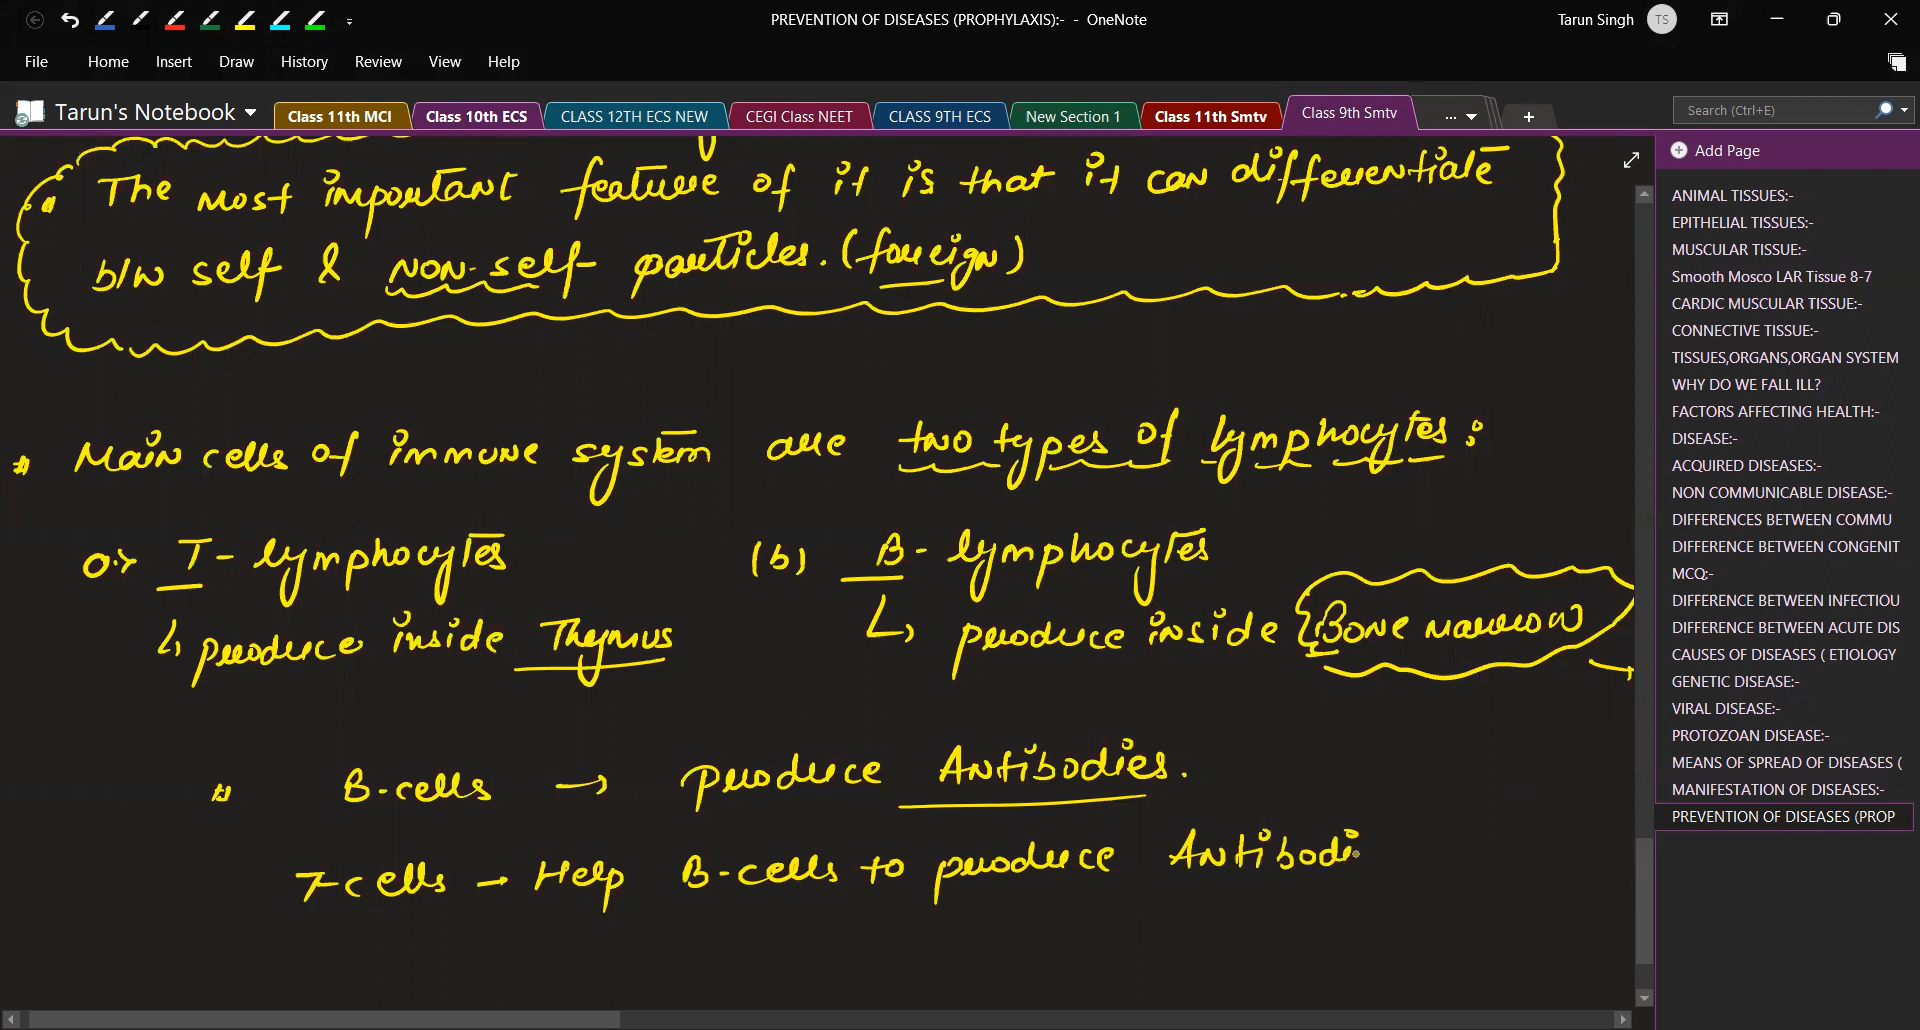 PREVENTION OF DISEASES (PROPHYLAXIS):- - OneNote
Tarun Singh TS
File Home Insert Draw History Review View Help
Tarun's Notebook Class 11th MCI Class 10th ECS CLASS 12TH ECS NEW CEGI Class NEET CLASS 9TH ECS New Section 1 Class 11th Smtv Class 9th Smtv ... + Search (Ctrl+E)
The most important feature of it is that it can differentiate
b/w self & non-self particles. (foreign)
Main cells of immune system are two types of lymphocytes :
a> T- lymphocytes (b) B- lymphocytes
↳ produce inside Thymus ↳ produce inside {Bone marrow
B-cells → produce Antibodies.
T-cells → Help B-cells to produce Antibodi
Add Page
ANIMAL TISSUES:-
EPITHELIAL TISSUES:-
MUSCULAR TISSUE:-
Smooth Mosco LAR Tissue 8-7
CARDIC MUSCULAR TISSUE:-
CONNECTIVE TISSUE:-
TISSUES,ORGANS,ORGAN SYSTEM
WHY DO WE FALL ILL?
FACTORS AFFECTING HEALTH:-
DISEASE:-
ACQUIRED DISEASES:-
NON COMMUNICABLE DISEASE:-
DIFFERENCES BETWEEN COMMU
DIFFERENCE BETWEEN CONGENIT
MCQ:-
DIFFERENCE BETWEEN INFECTIOU
DIFFERENCE BETWEEN ACUTE DIS
CAUSES OF DISEASES ( ETIOLOGY
GENETIC DISEASE:-
VIRAL DISEASE:-
PROTOZOAN DISEASE:-
MEANS OF SPREAD OF DISEASES (
MANIFESTATION OF DISEASES:-
PREVENTION OF DISEASES (PROP